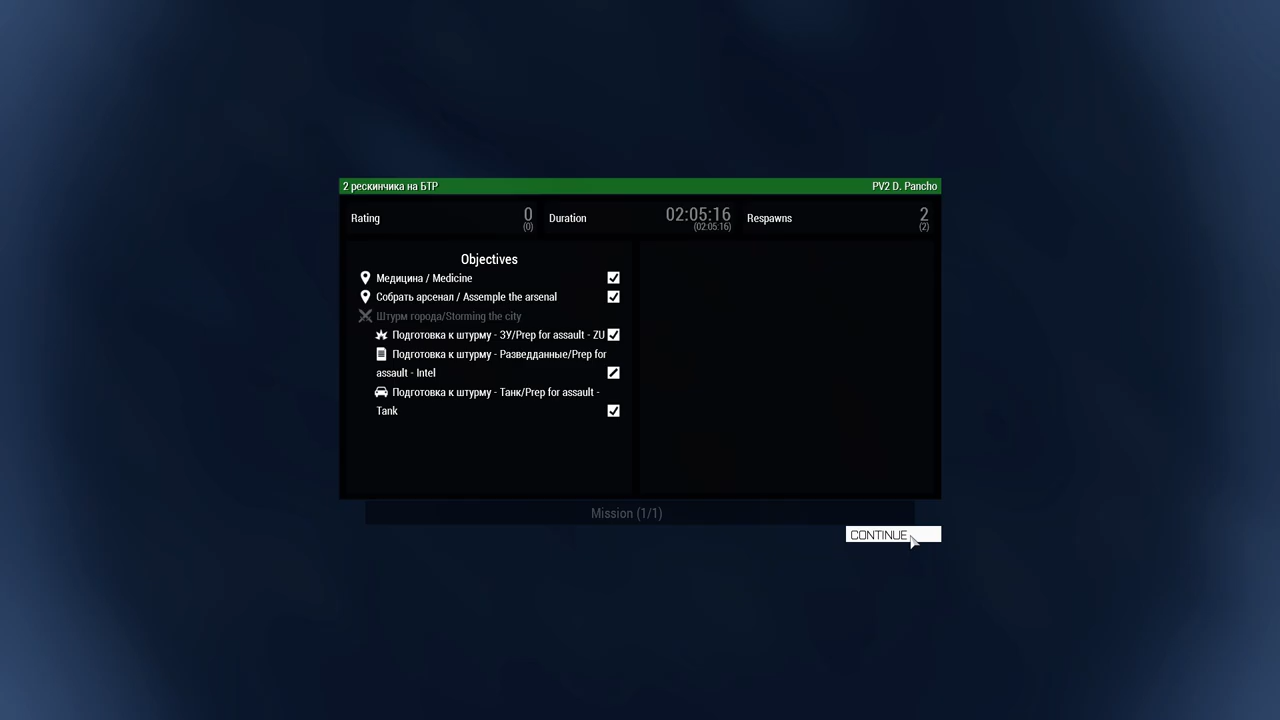 2 рескинчика на БТР PV2 D. Pancho
Rating 0 (0) Duration 02:05:16 (02:05:16) Respawns 2 (2)
Objectives
Медицина / Medicine
Собрать арсенал / Assemple the arsenal
Штурм города/Storming the city
Подготовка к штурму - ЗУ/Prep for assault - ZU
Подготовка к штурму - Разведданные/Prep for
assault - Intel
Подготовка к штурму - Танк/Prep for assault -
Tank
Mission (1/1)
CONTINUE